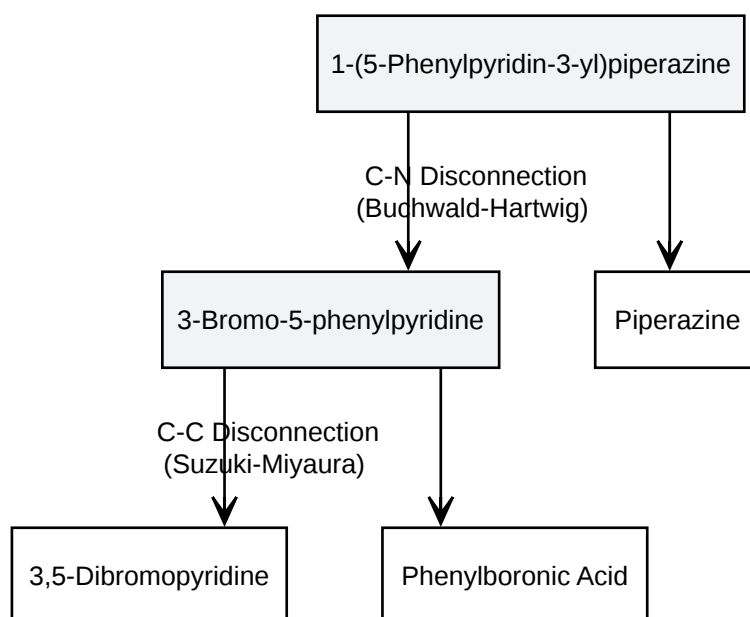 1-(5-Phenylpyridin-3-yl)piperazine
C-N Disconnection
(Buchwald-Hartwig)
3-Bromo-5-phenylpyridine
Piperazine
C-C Disconnection
(Suzuki-Miyaura)
3,5-Dibromopyridine
Phenylboronic Acid